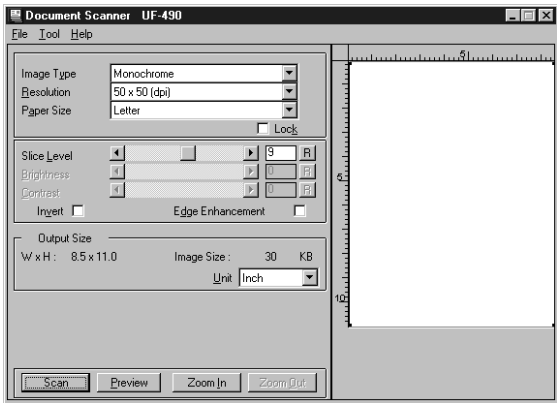 Document Scanner UF-490
File Tool Help
Image Type Monochrome
Resolution 50 x 50 (dpi)
Paper Size Letter
Lock
Slice Level 9 R
Brightness 0 R
Contrast 0 R
Invert Edge Enhancement
Output Size
W x H : 8.5 x 11.0 Image Size : 30 KB
Unit Inch
Scan Preview Zoom In Zoom Out
5
5
10